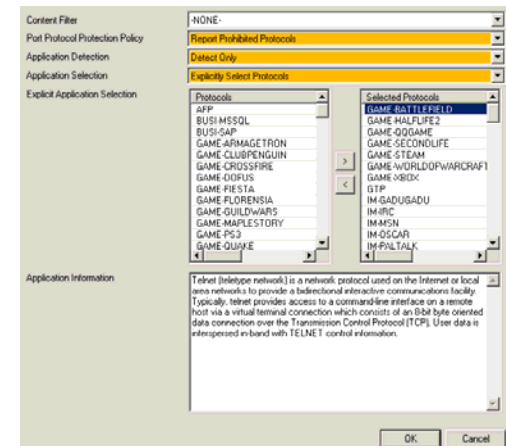 Content Filter
-NONE-
Port Protocol Protection Policy
Report Prohibited Protocols
Application Detection
Detect Only
Application Selection
Explicitly Select Protocols
Explicit Application Selection
Protocols
AFP
BUSI-MSSQL
BUSI-SAP
GAME-ARMAGETRON
GAME-CLUBPENGUIN
GAME-CROSSFIRE
GAME-DOFUS
GAME-FIESTA
GAME-FLORENSIA
GAME-GUILDWARS
GAME-MAPLESTORY
GAME-PS3
GAME-QUAKE
>
<
Selected Protocols
GAME-BATTLEFIELD
GAME-HALFLIFE2
GAME-QQGAME
GAME-SECONDLIFE
GAME-STEAM
GAME-WORLDOFWARCRAFT
GAME-XBOX
GTP
IM-GADUGADU
IM-IRC
IM-MSN
IM-OSCAR
IM-PALTALK
Application Information
Telnet (teletype network) is a network protocol used on the Internet or local
area networks to provide a bidirectional interactive communications facility.
Typically, telnet provides access to a command-line interface on a remote
host via a virtual terminal connection which consists of an 8-bit byte oriented
data connection over the Transmission Control Protocol (TCP). User data is
interspersed in-band with TELNET control information.
OK
Cancel